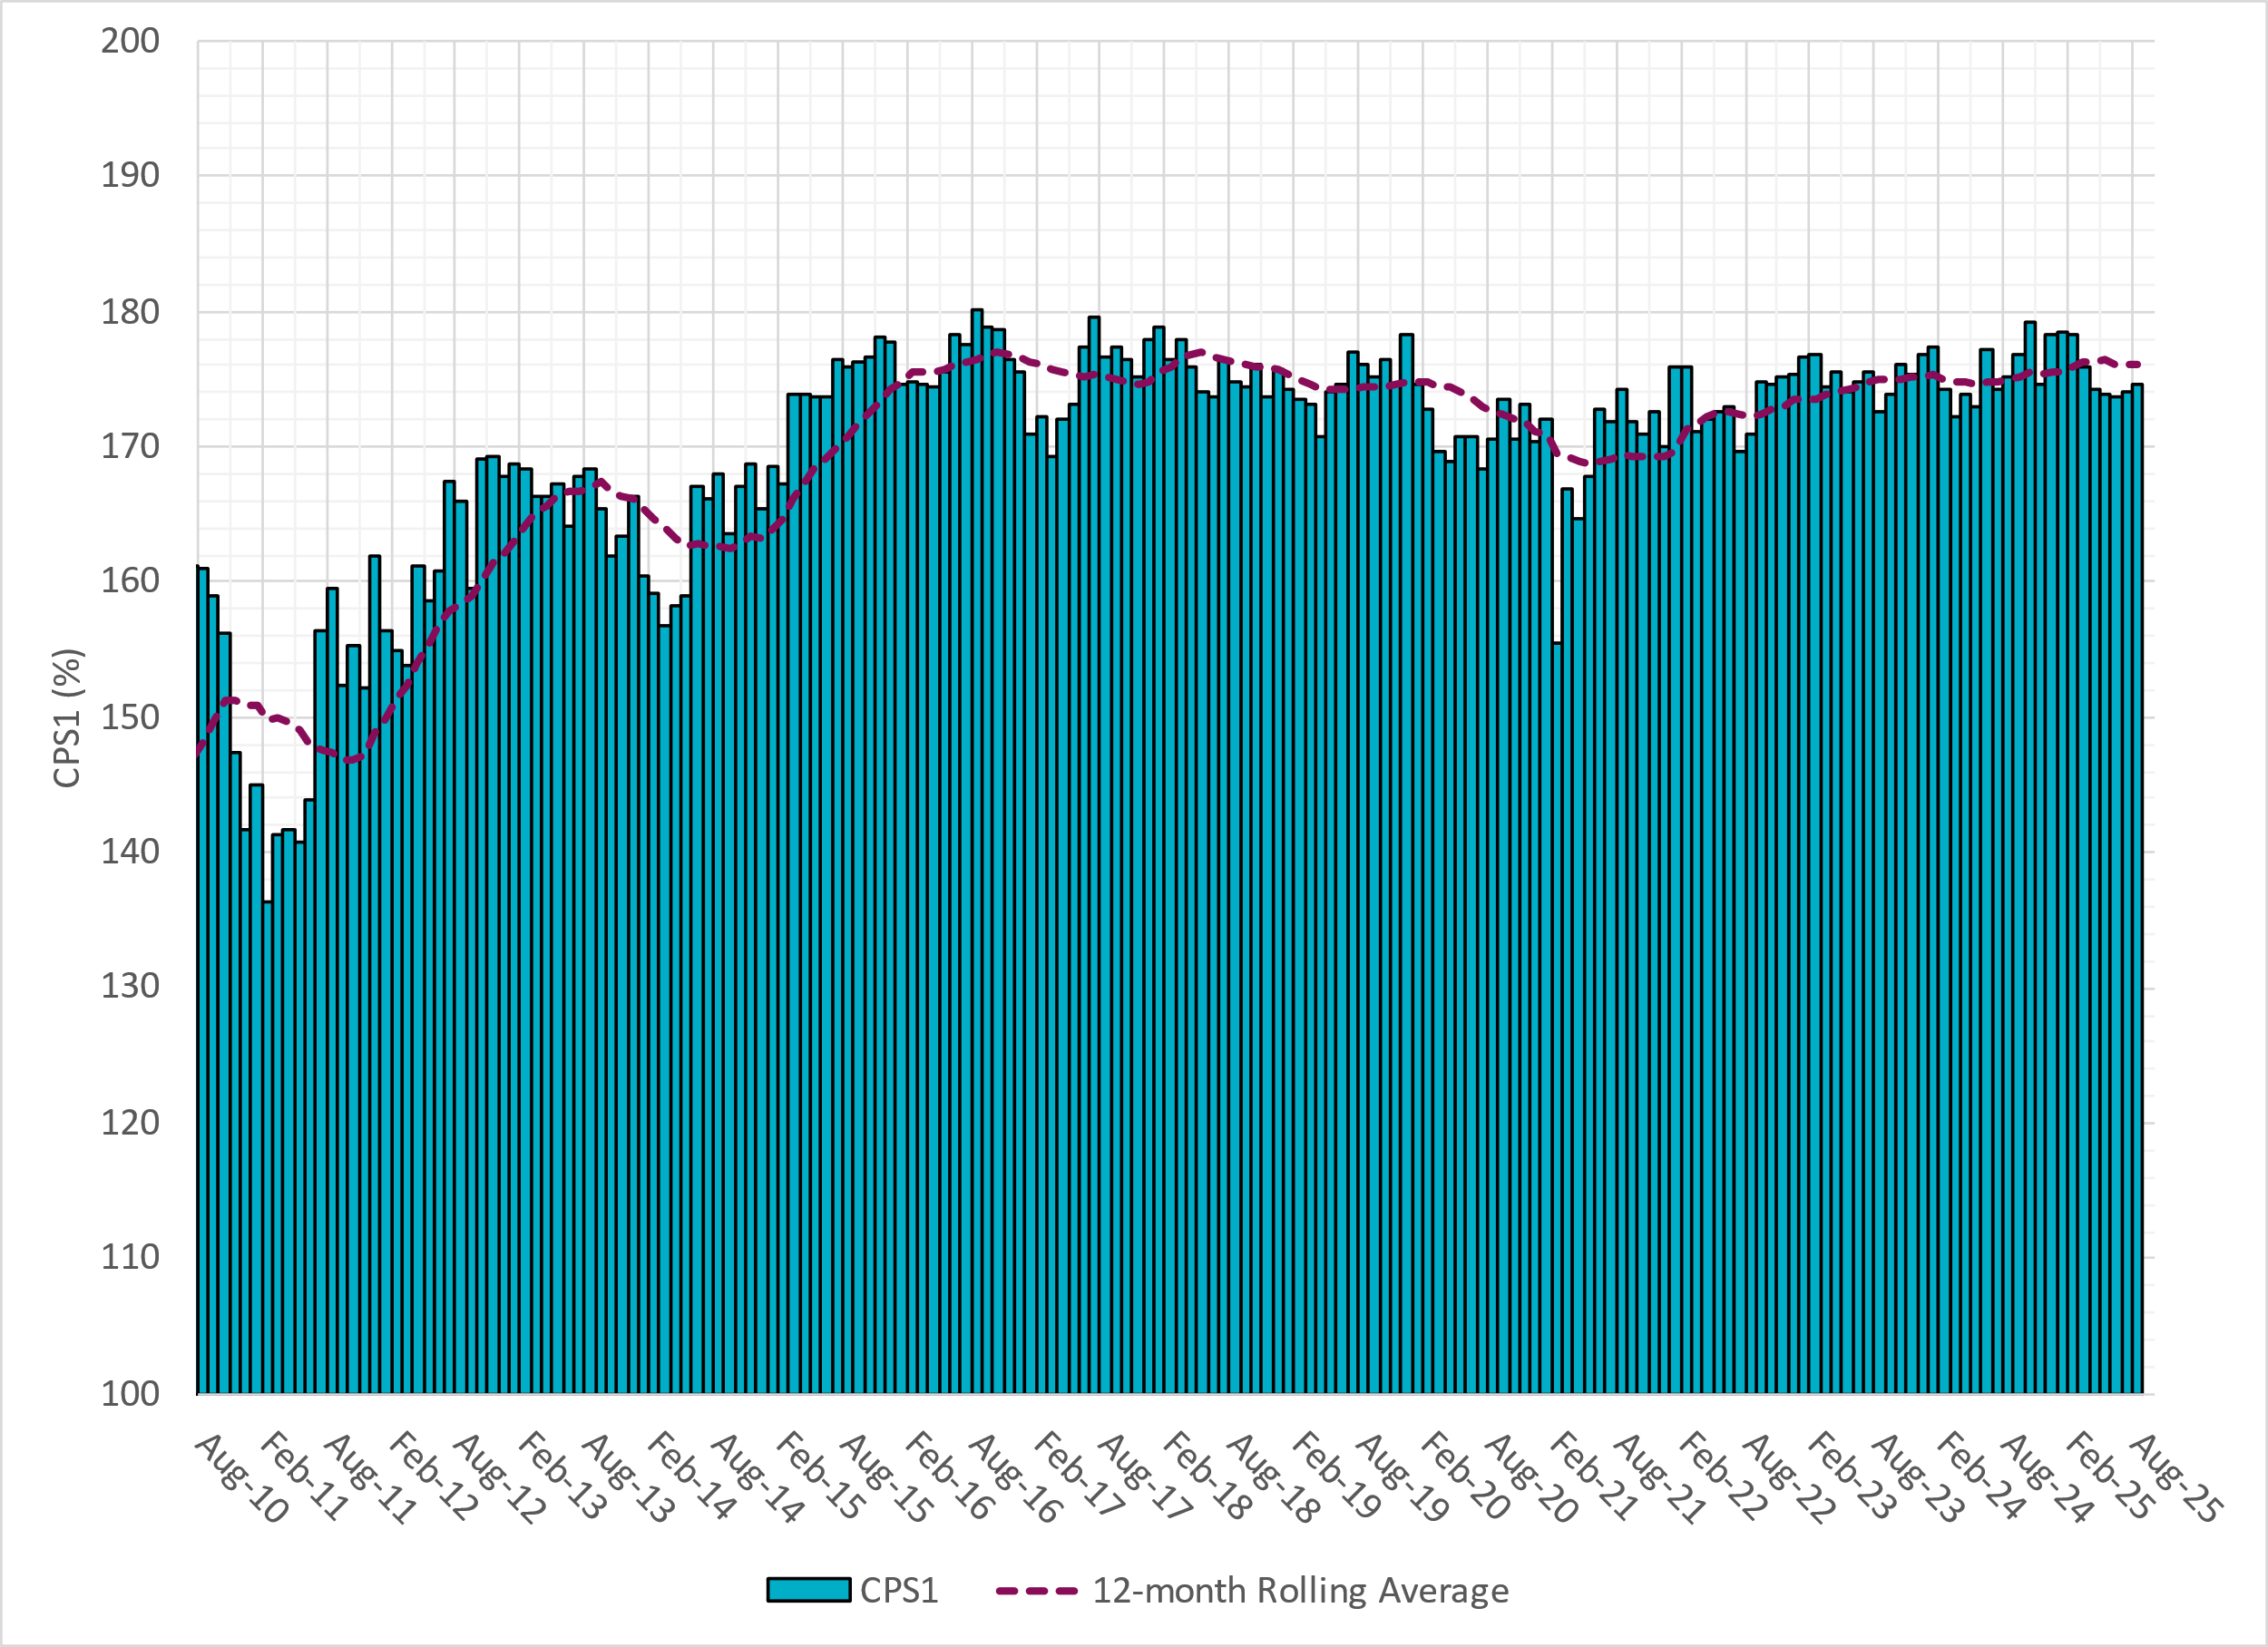 200
190
180
170
160
150
140
130
120
110
100
CPS1 (%)
Aug-10
Feb-11
Aug-11
Feb-12
Aug-12
Feb-13
Aug-13
Feb-14
Aug-14
Feb-15
Aug-15
Feb-16
Aug-16
Feb-17
Aug-17
Feb-18
Aug-18
Feb-19
Aug-19
Feb-20
Aug-20
Feb-21
Aug-21
Feb-22
Aug-22
Feb-23
Aug-23
Feb-24
Aug-24
Feb-25
Aug-25
CPS1
12-month Rolling Average